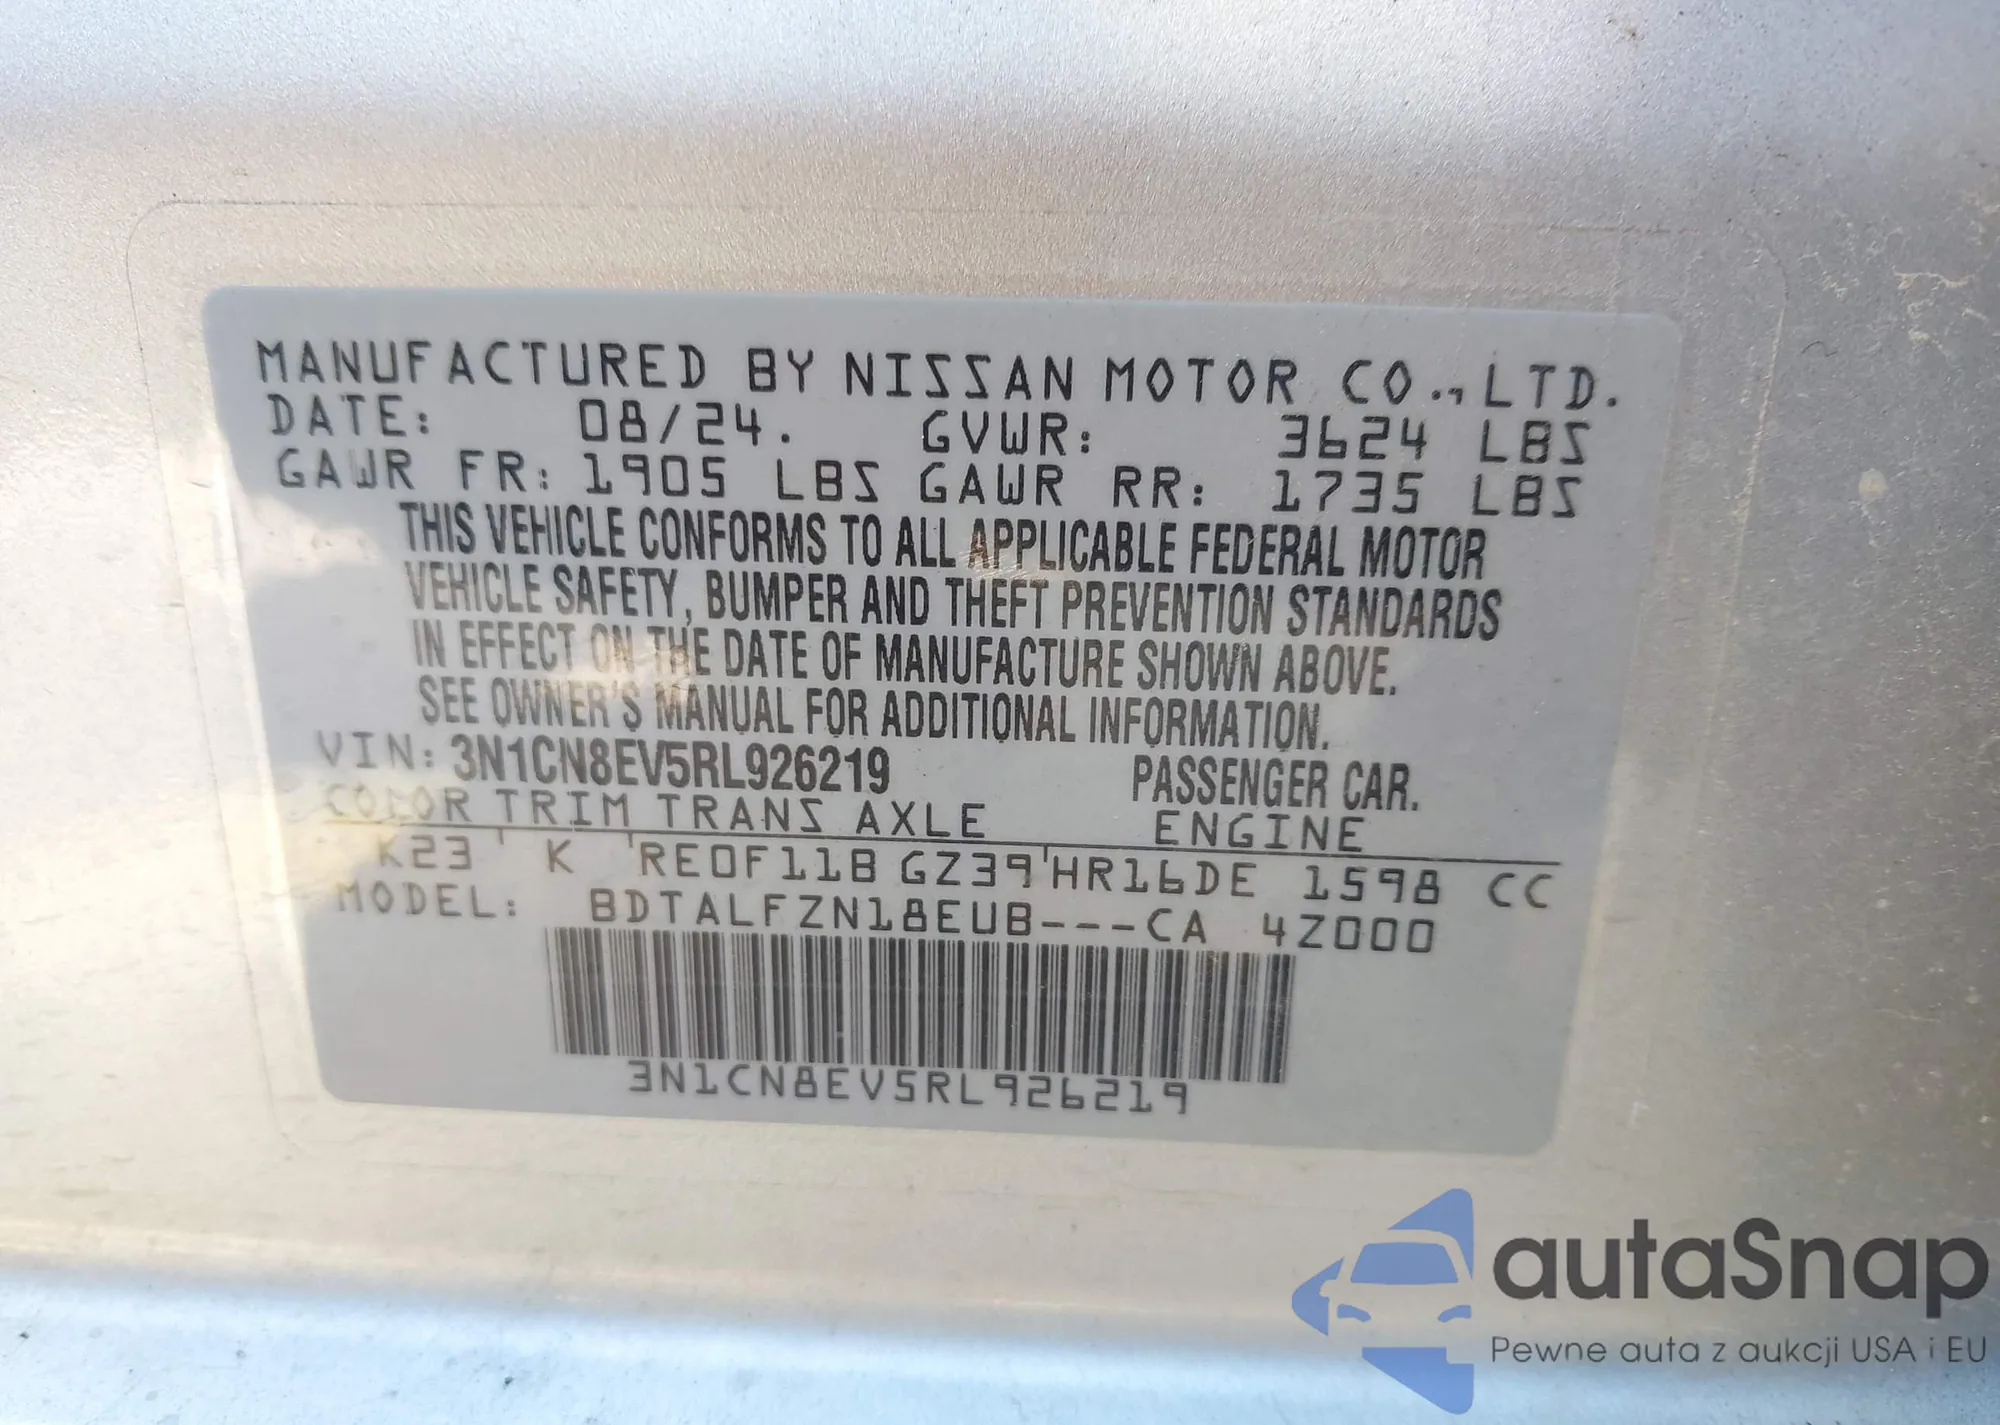 MANUFACTURED BY NISSAN MOTOR CO., LTD.
DATE: 08/24. GVWR: 3624 LBS
GAWR FR: 1905 LBS GAWR RR: 1735 LBS
THIS VEHICLE CONFORMS TO ALL APPLICABLE FEDERAL MOTOR
VEHICLE SAFETY, BUMPER AND THEFT PREVENTION STANDARDS
IN EFFECT ON THE DATE OF MANUFACTURE SHOWN ABOVE.
SEE OWNER'S MANUAL FOR ADDITIONAL INFORMATION.
VIN: 3N1CN8EV5RL926219 PASSENGER CAR.
COLOR TRIM TRANS AXLE ENGINE
K23 ' K 'RE0F11B GZ39'HR16DE 1598 CC
MODEL: BDTALFZN18EUB---CA 4Z000
3N1CN8EV5RL926219
autaSnap
Pewne auta z aukcji USA i EU